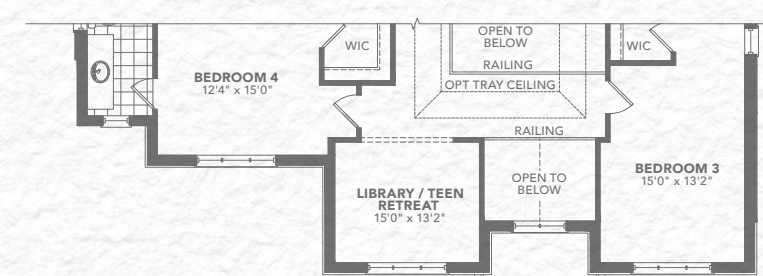 WIC
OPEN TO
BELOW
WIC
RAILING
BEDROOM 4
12'4" x 15'0"
OPT TRAY CEILING
RAILING
BEDROOM 3
15'0" x 13'2"
OPEN TO
BELOW
LIBRARY / TEEN
RETREAT
15'0" x 13'2"